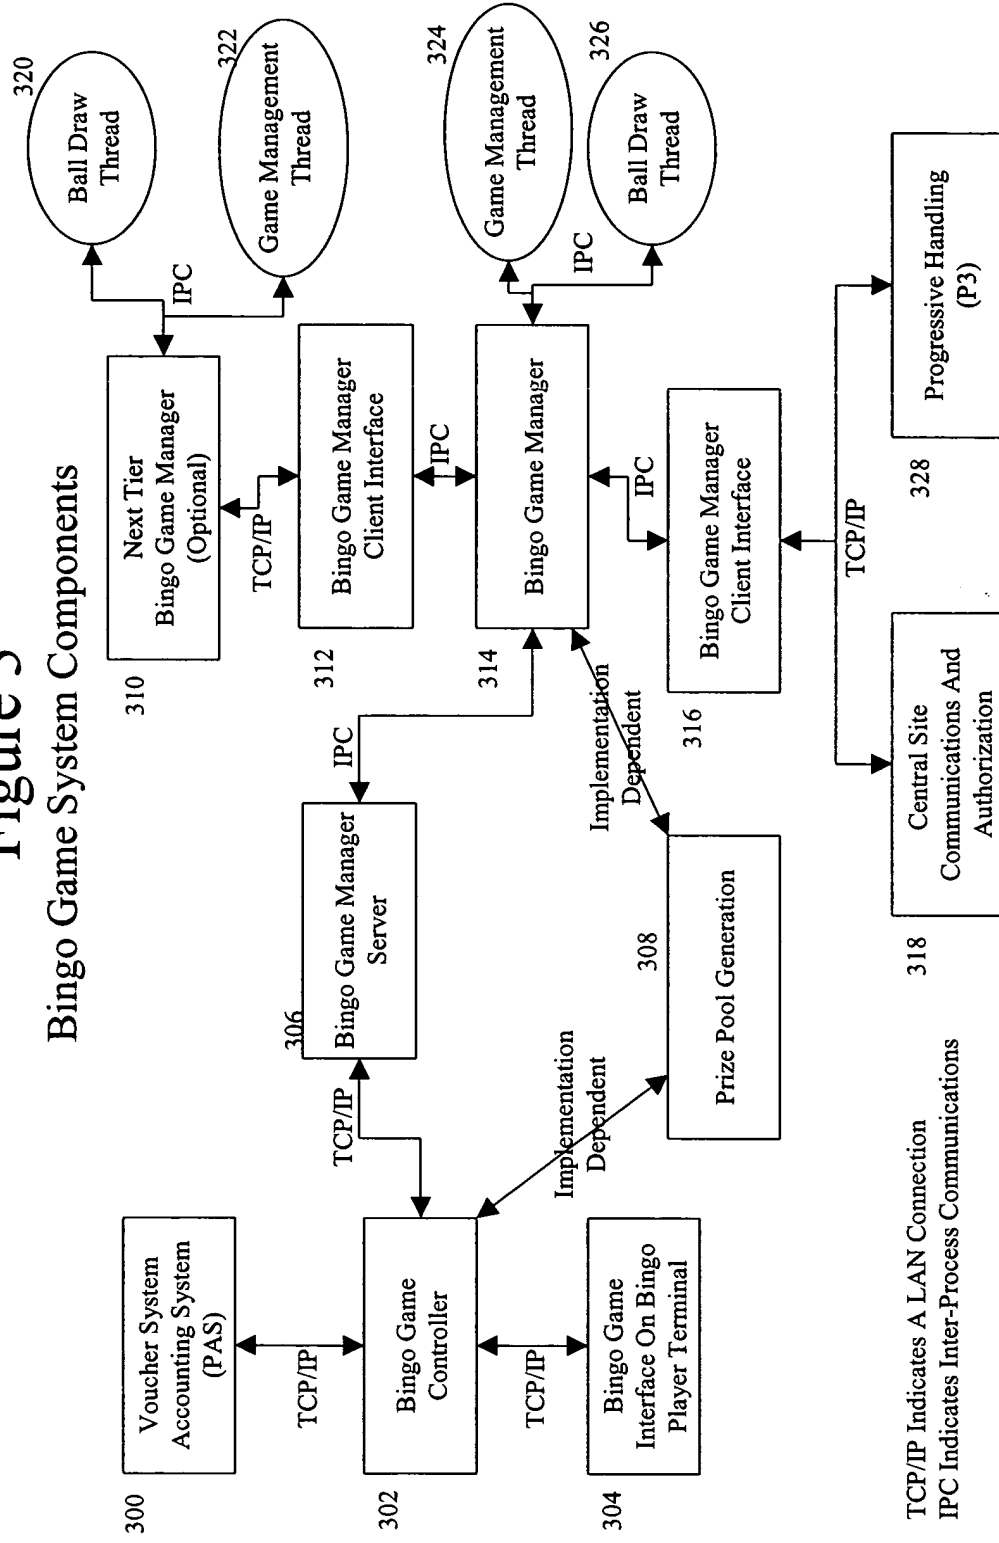 Figure
Bingo Game System Components
300
Voucher System
Accounting System
(PAS)
TCP/IP
302
Bingo Game
Controller
TCP/IP
304
Bingo Game
Interface On Bingo
Player Terminal
TCP/IP
306
Bingo Game Manager
Server
IPC
Implementation
Dependent
308
Prize Pool Generation
Implementation
Dependent
310
Next Tier
Bingo Game Manager
(Optional)
TCP/IP
312
Bingo Game Manager
Client Interface
IPC
314
Bingo Game Manager
IPC
316
Bingo Game Manager
Client Interface
TCP/IP
320
Ball Draw
Thread
IPC
322
Game Management
Thread
324
Game Management
Thread
IPC
326
Ball Draw
Thread
318
Central Site
Communications And
Authorization
328
Progressive Handling
(P3)
TCP/IP Indicates A LAN Connection
IPC Indicates Inter-Process Communications